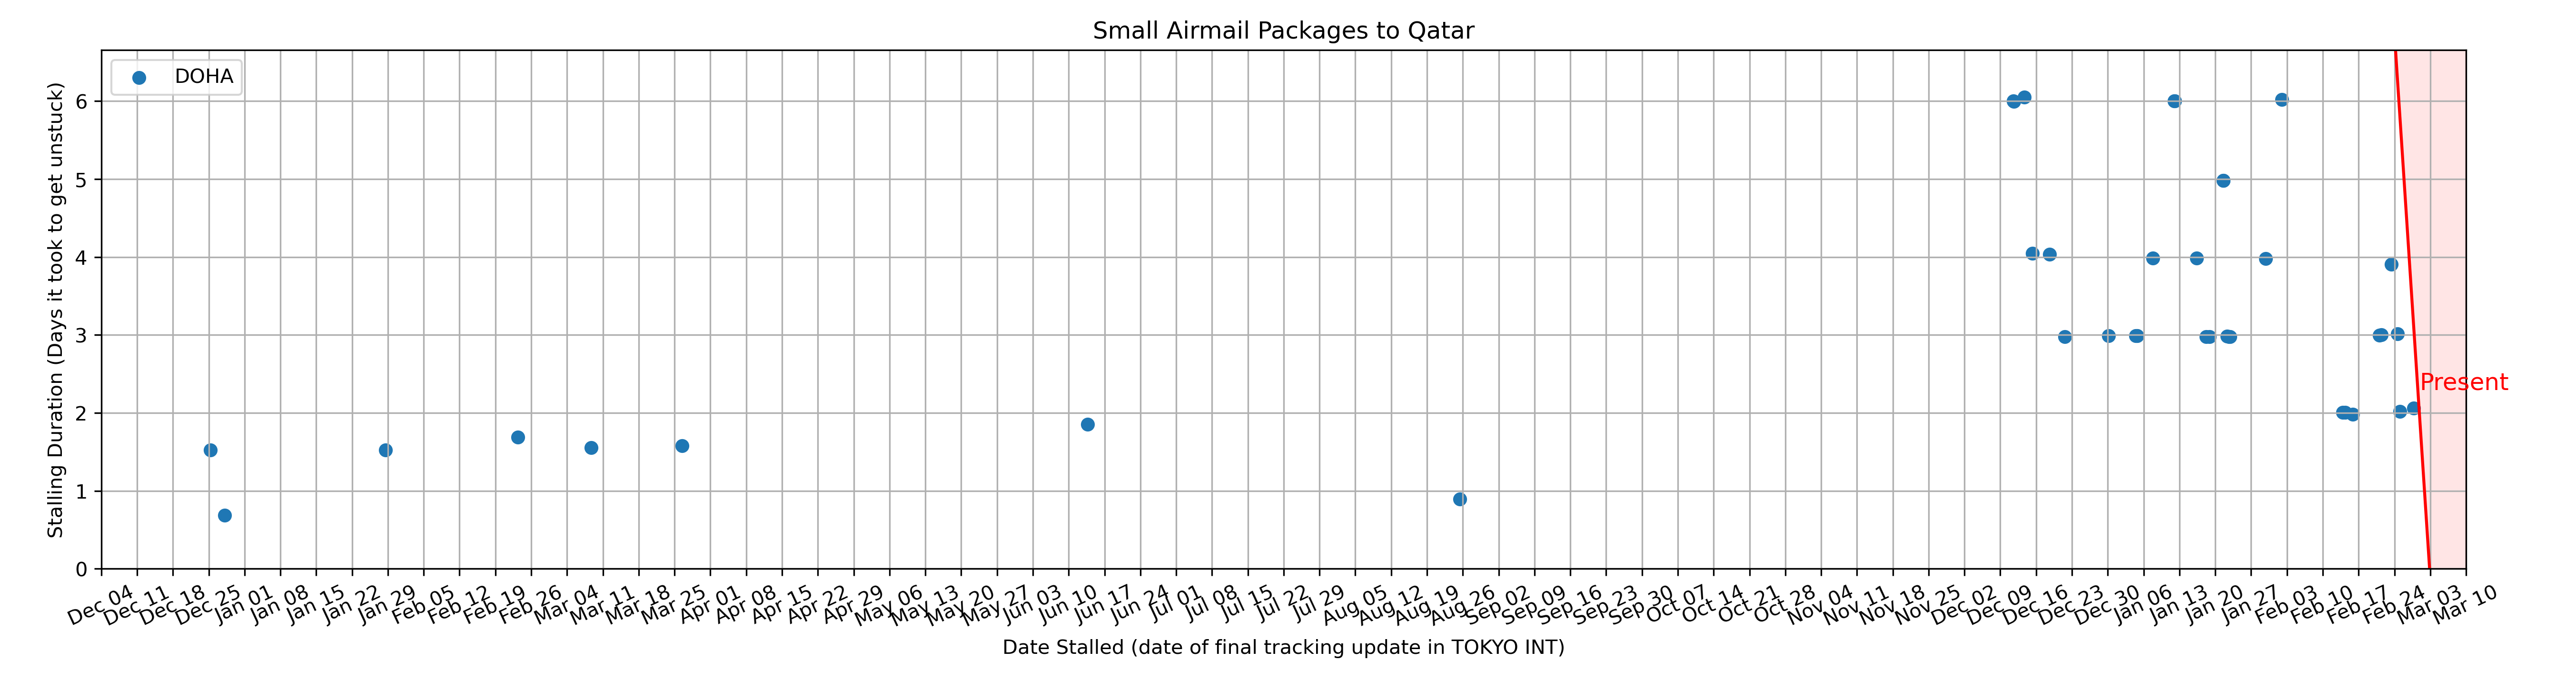 Small Airmail Packages to Qatar
DOHA
Stalling Duration (Days it took to get unstuck)
6
5
4
3
2
1
0
Present
Dec 04
Dec 11
Dec 18
Dec 25
Jan 01
Jan 08
Jan 15
Jan 22
Jan 29
Feb 05
Feb 12
Feb 19
Feb 26
Mar 04
Mar 11
Mar 18
Mar 25
Apr 01
Apr 08
Apr 15
Apr 22
Apr 29
May 06
May 13
May 20
May 27
Jun 03
Jun 10
Jun 17
Jun 24
Jul 01
Jul 08
Jul 15
Jul 22
Jul 29
Aug 05
Aug 12
Aug 19
Aug 26
Sep 02
Sep 09
Sep 16
Sep 23
Sep 30
Oct 07
Oct 14
Oct 21
Oct 28
Nov 04
Nov 11
Nov 18
Nov 25
Dec 02
Dec 09
Dec 16
Dec 23
Dec 30
Jan 06
Jan 13
Jan 20
Jan 27
Feb 03
Feb 10
Feb 17
Feb 24
Mar 03
Mar 10
Date Stalled (date of final tracking update in TOKYO INT)